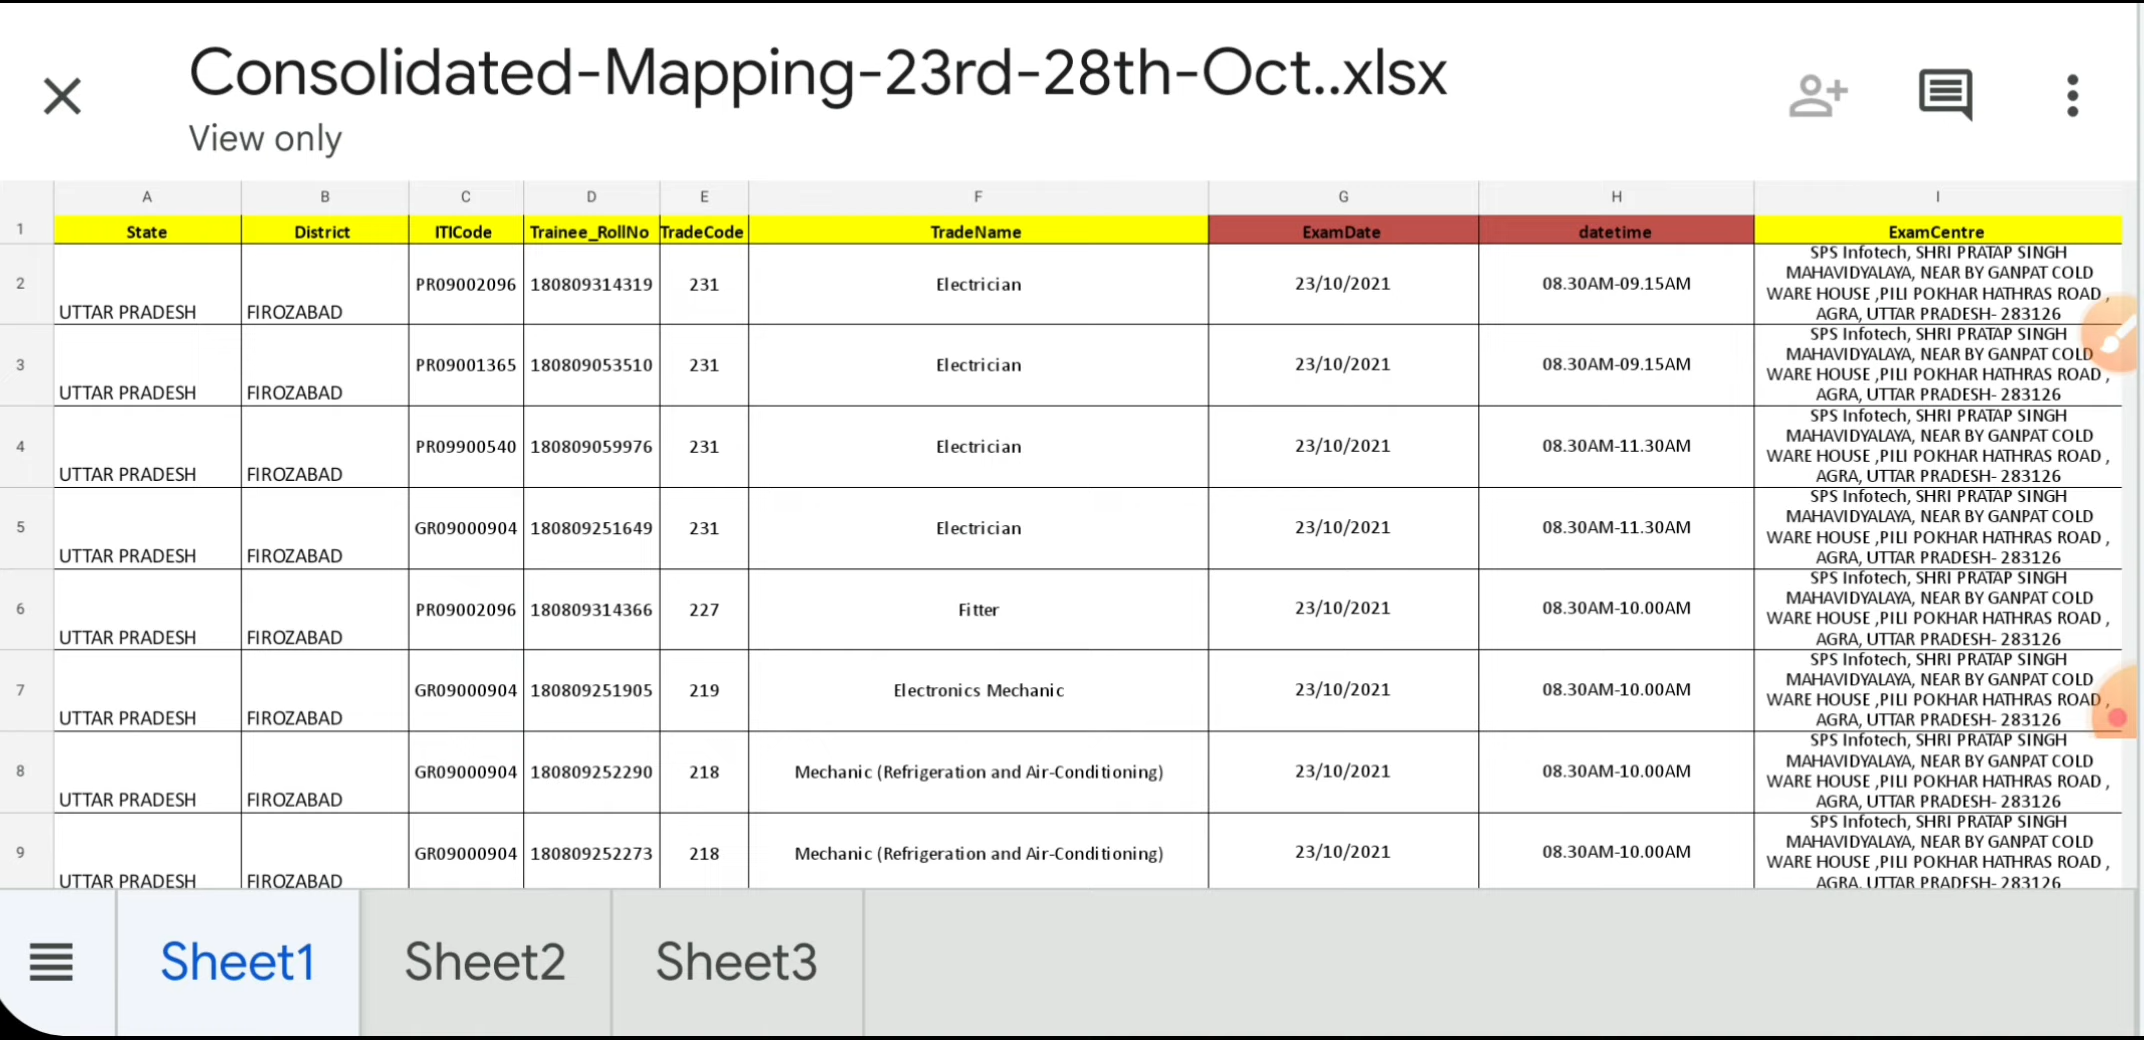 Consolidated-Mapping-23rd-28th-Oct..xlsx
View only
A B C D E F G H I
1 State District ITICode Trainee_RollNo TradeCode TradeName ExamDate datetime ExamCentre
2 UTTAR PRADESH FIROZABAD PR09002096 180809314319 231 Electrician 23/10/2021 08.30AM-09.15AM SPS Infotech, SHRI PRATAP SINGH
MAHAVIDYALAYA, NEAR BY GANPAT COLD
WARE HOUSE ,PILI POKHAR HATHRAS ROAD ,
AGRA, UTTAR PRADESH- 283126
3 UTTAR PRADESH FIROZABAD PR09001365 180809053510 231 Electrician 23/10/2021 08.30AM-09.15AM SPS Infotech, SHRI PRATAP SINGH
MAHAVIDYALAYA, NEAR BY GANPAT COLD
WARE HOUSE ,PILI POKHAR HATHRAS ROAD ,
AGRA, UTTAR PRADESH- 283126
4 UTTAR PRADESH FIROZABAD PR09900540 180809059976 231 Electrician 23/10/2021 08.30AM-11.30AM SPS Infotech, SHRI PRATAP SINGH
MAHAVIDYALAYA, NEAR BY GANPAT COLD
WARE HOUSE ,PILI POKHAR HATHRAS ROAD ,
AGRA, UTTAR PRADESH- 283126
5 UTTAR PRADESH FIROZABAD GR09000904 180809251649 231 Electrician 23/10/2021 08.30AM-11.30AM SPS Infotech, SHRI PRATAP SINGH
MAHAVIDYALAYA, NEAR BY GANPAT COLD
WARE HOUSE ,PILI POKHAR HATHRAS ROAD ,
AGRA, UTTAR PRADESH- 283126
6 UTTAR PRADESH FIROZABAD PR09002096 180809314366 227 Fitter 23/10/2021 08.30AM-10.00AM SPS Infotech, SHRI PRATAP SINGH
MAHAVIDYALAYA, NEAR BY GANPAT COLD
WARE HOUSE ,PILI POKHAR HATHRAS ROAD ,
AGRA, UTTAR PRADESH- 283126
7 UTTAR PRADESH FIROZABAD GR09000904 180809251905 219 Electronics Mechanic 23/10/2021 08.30AM-10.00AM SPS Infotech, SHRI PRATAP SINGH
MAHAVIDYALAYA, NEAR BY GANPAT COLD
WARE HOUSE ,PILI POKHAR HATHRAS ROAD ,
AGRA, UTTAR PRADESH- 283126
8 UTTAR PRADESH FIROZABAD GR09000904 180809252290 218 Mechanic (Refrigeration and Air-Conditioning) 23/10/2021 08.30AM-10.00AM SPS Infotech, SHRI PRATAP SINGH
MAHAVIDYALAYA, NEAR BY GANPAT COLD
WARE HOUSE ,PILI POKHAR HATHRAS ROAD ,
AGRA, UTTAR PRADESH- 283126
9 UTTAR PRADESH FIROZABAD GR09000904 180809252273 218 Mechanic (Refrigeration and Air-Conditioning) 23/10/2021 08.30AM-10.00AM SPS Infotech, SHRI PRATAP SINGH
MAHAVIDYALAYA, NEAR BY GANPAT COLD
WARE HOUSE ,PILI POKHAR HATHRAS ROAD ,
AGRA, UTTAR PRADESH- 283126
Sheet1 Sheet2 Sheet3